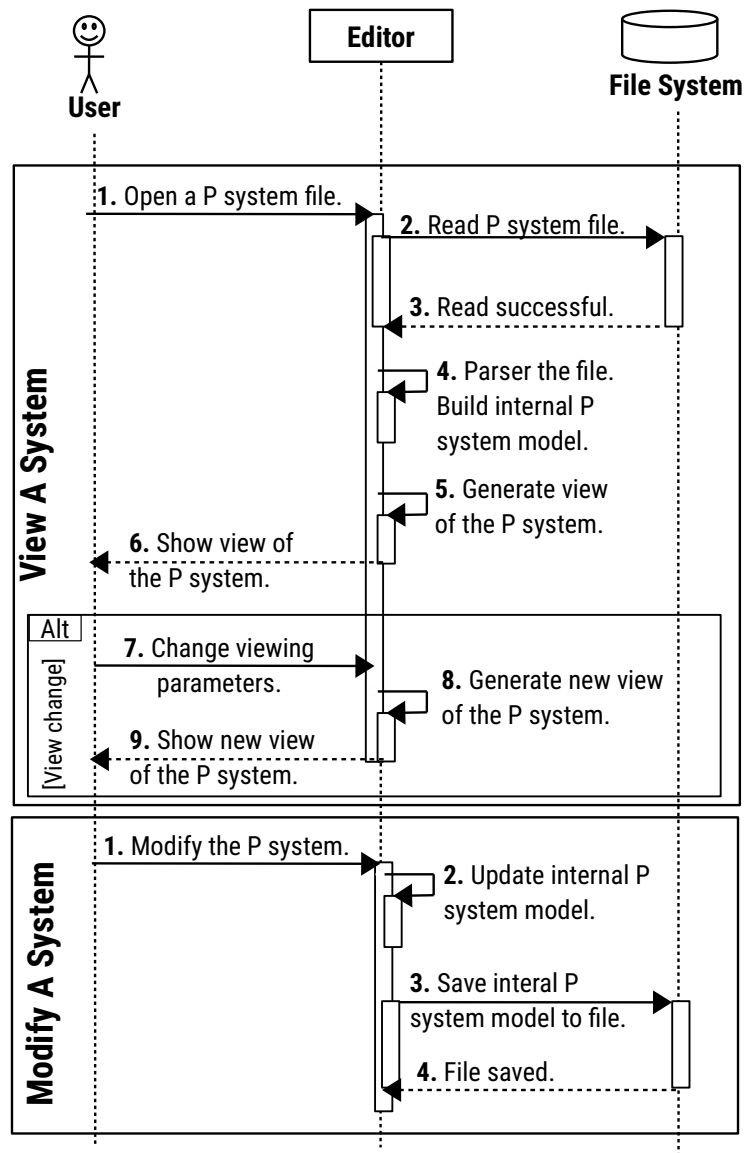 Editor
User
File System
View A System
1. Open a P system file.
2. Read P system file.
3. Read successful.
4. Parser the file.
Build internal P
system model.
5. Generate view
of the P system.
6. Show view of
the P system.
Alt
[View change]
7. Change viewing
parameters.
8. Generate new view
of the P system.
9. Show new view
of the P system.
Modify A System
1. Modify the P system.
2. Update internal P
system model.
3. Save interal P
system model to file.
4. File saved.